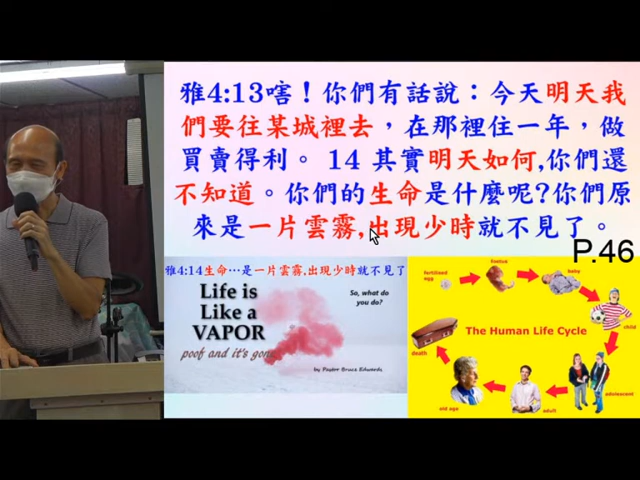 雅4:13嗐！你們有話說：今天明天我
們要往某城裡去，在那裡住一年，做
買賣得利。 14 其實明天如何,你們還
不知道。你們的生命是什麼呢?你們原
來是一片雲霧,出現少時就不見了。
P.46
雅4:14生命…是一片雲霧,出現少時就不見了
Life is
Like a
VAPOR
poof and it's gone
So, what do
you do?
by Pastor Bruce Edwards
fertilized
egg
foetus
baby
child
adolescent
adult
old age
death
The Human Life Cycle